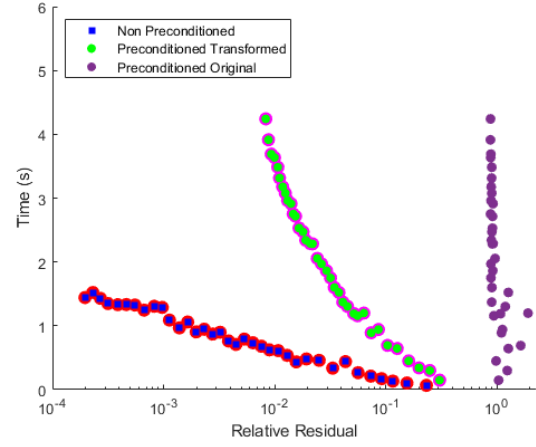 6
5
4
3
2
1
0
Time (s)
Non Preconditioned
Preconditioned Transformed
Preconditioned Original
10^-4
10^-3
10^-2
10^-1
10^0
Relative Residual